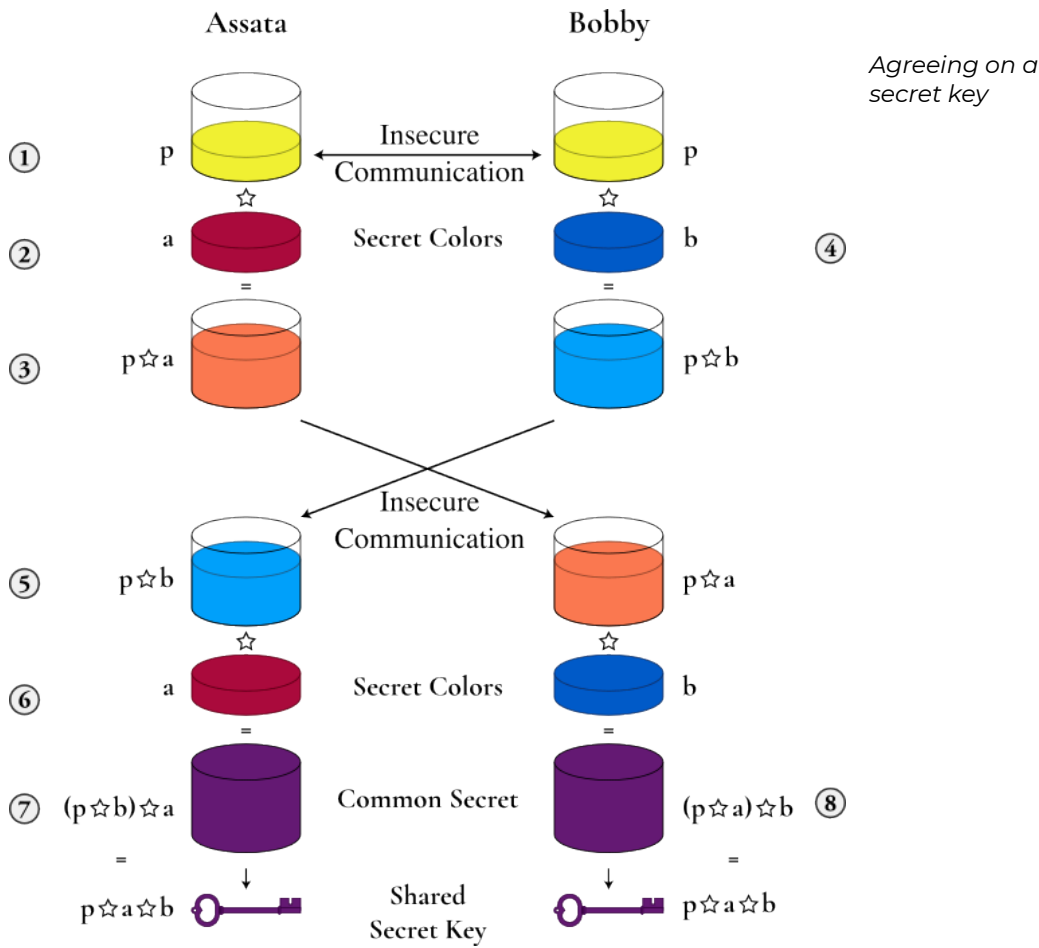 Assata Bobby
Agreeing on a
secret key
1 p Insecure p
Communication
☆ ☆
2 a Secret Colors b 4
= =
3 p☆a p☆b
Insecure
Communication
5 p☆b p☆a
☆ ☆
6 a Secret Colors b
= =
7 (p☆b)☆a Common Secret (p☆a)☆b 8
= =
p☆a☆b Shared p☆a☆b
Secret Key